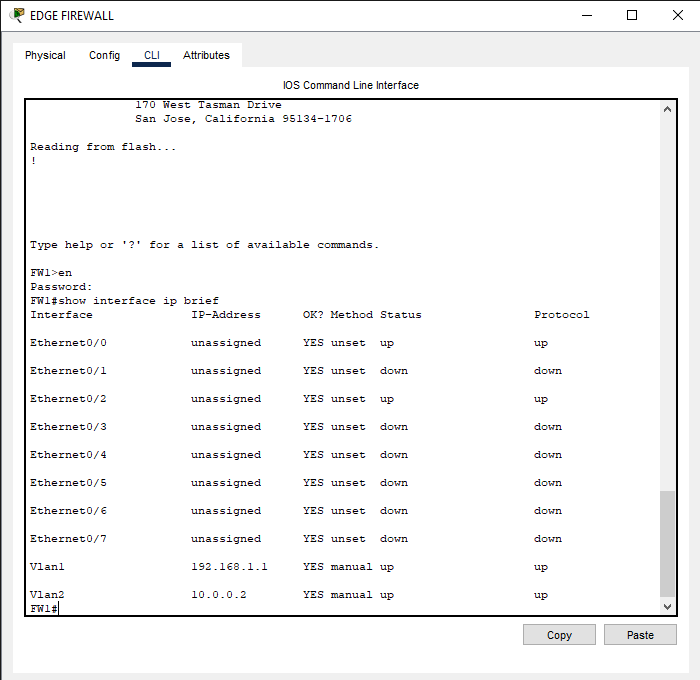 EDGE FIREWALL
Physical Config CLI Attributes
IOS Command Line Interface
170 West Tasman Drive
San Jose, California 95134-1706
Reading from flash...
!
Type help or '?' for a list of available commands.
FW1>en
Password:
FW1#show interface ip brief
Interface IP-Address OK? Method Status Protocol
Ethernet0/0 unassigned YES unset up up
Ethernet0/1 unassigned YES unset down down
Ethernet0/2 unassigned YES unset up up
Ethernet0/3 unassigned YES unset down down
Ethernet0/4 unassigned YES unset down down
Ethernet0/5 unassigned YES unset down down
Ethernet0/6 unassigned YES unset down down
Ethernet0/7 unassigned YES unset down down
Vlan1 192.168.1.1 YES manual up up
Vlan2 10.0.0.2 YES manual up up
FW1#
Copy Paste